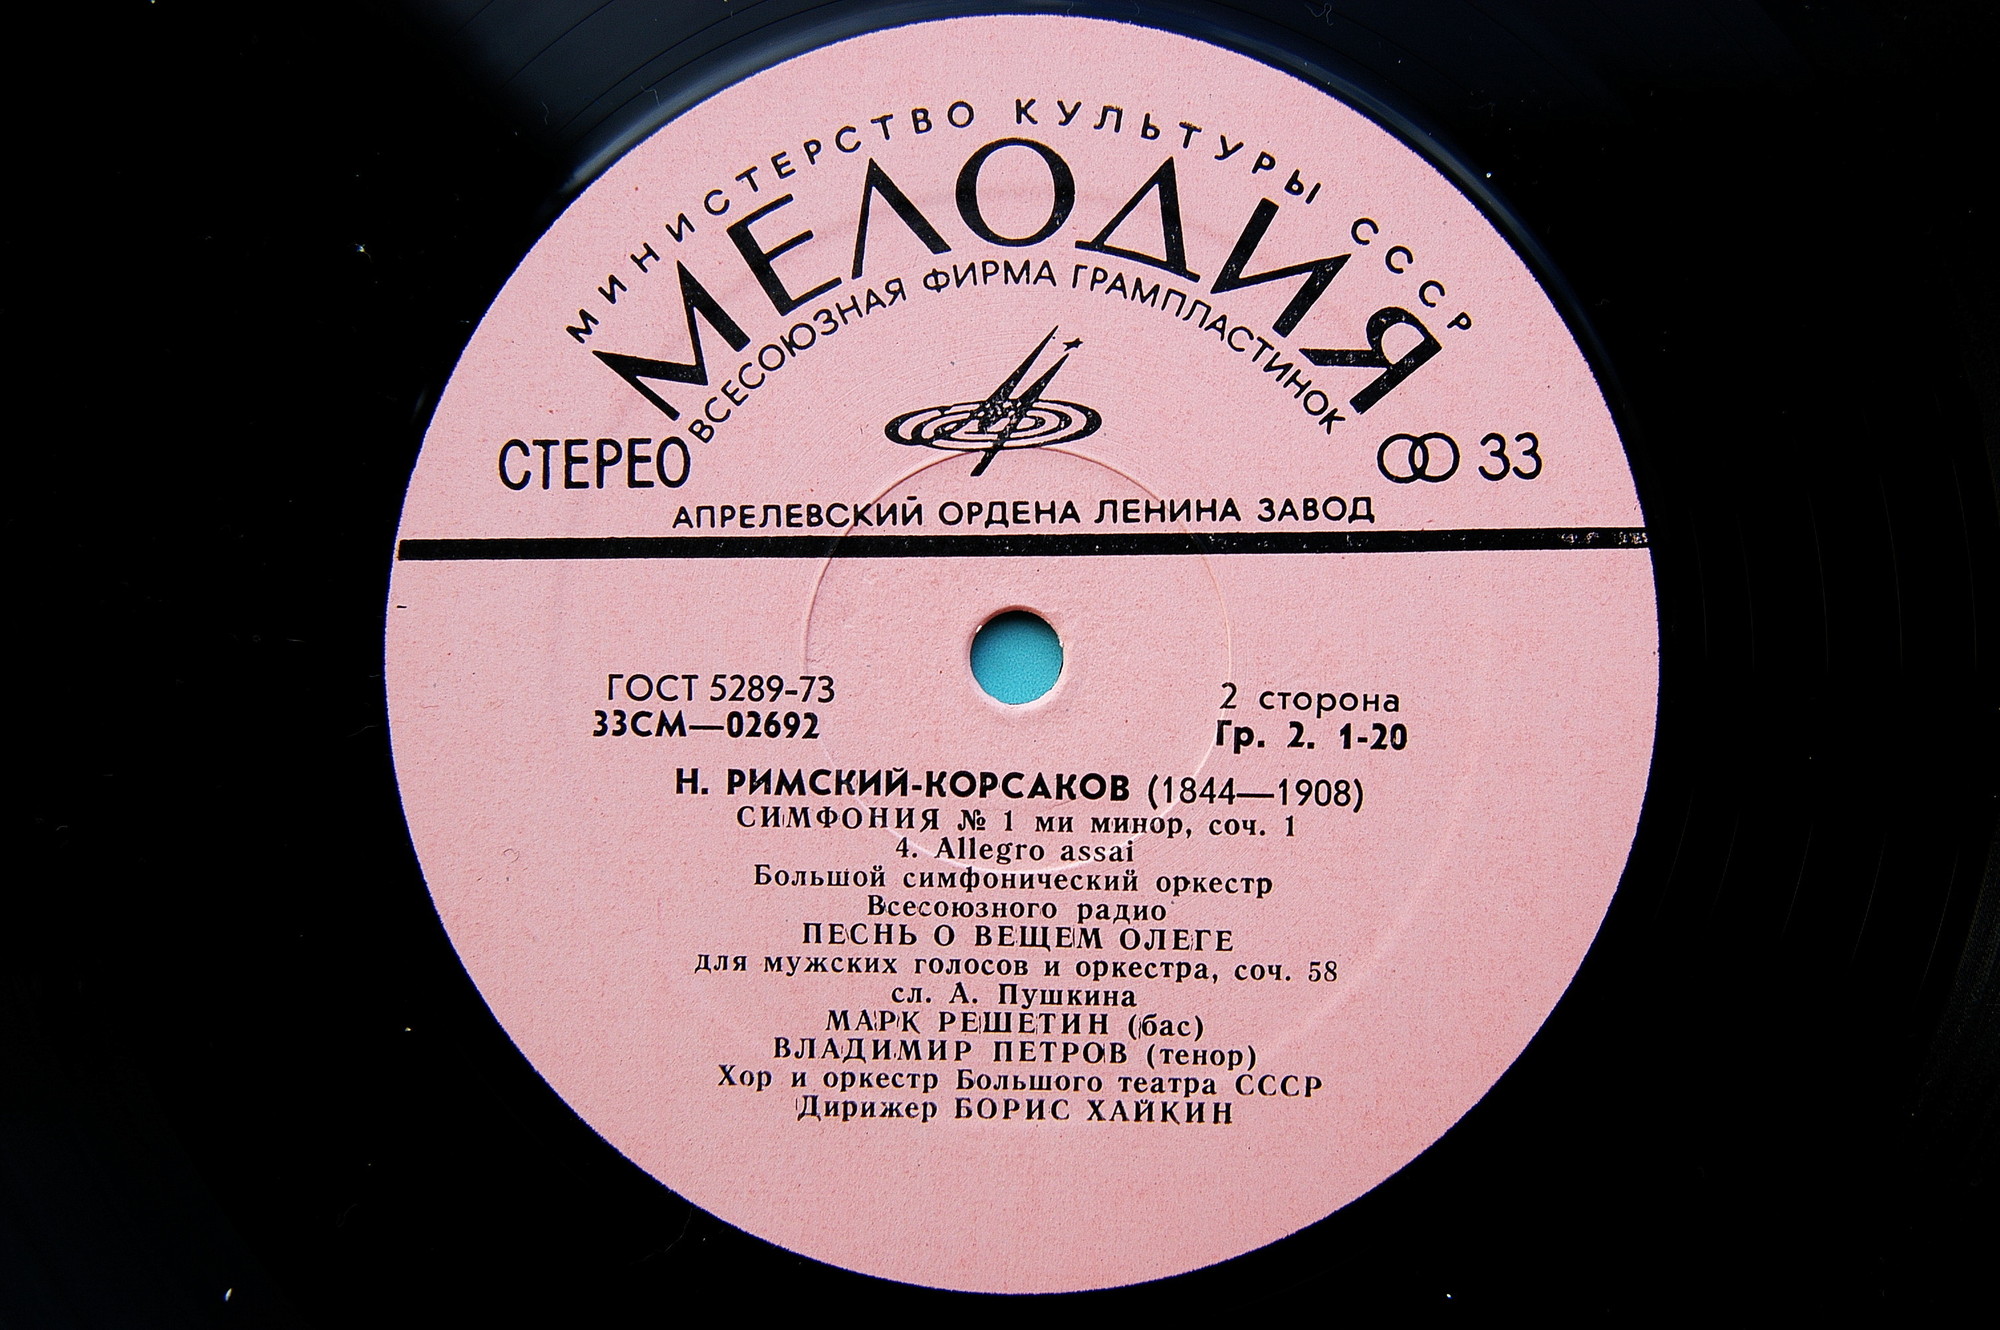 МИНИСТЕРСТВО КУЛЬТУРЫ СССР
МЕЛОДИЯ
ВСЕСОЮЗНАЯ ФИРМА ГРАМПЛАСТИНОК
СТЕРЕО
33
АПРЕЛЕВСКИЙ ОРДЕНА ЛЕНИНА ЗАВОД
ГОСТ 5289-73
33СМ—02692
2 сторона
Гр. 2. 1-20
Н. РИМСКИЙ-КОРСАКОВ (1844—1908)
СИМФОНИЯ № 1 ми минор, соч. 1
4. Allegro assai
Большой симфонический оркестр
Всесоюзного радио
ПЕСНЬ О ВЕЩЕМ ОЛЕГЕ
для мужских голосов и оркестра, соч. 58
сл. А. Пушкина
МАРК РЕШЕТИН (бас)
ВЛАДИМИР ПЕТРОВ (тенор)
Хор и оркестр Большого театра СССР
Дирижер БОРИС ХАЙКИН